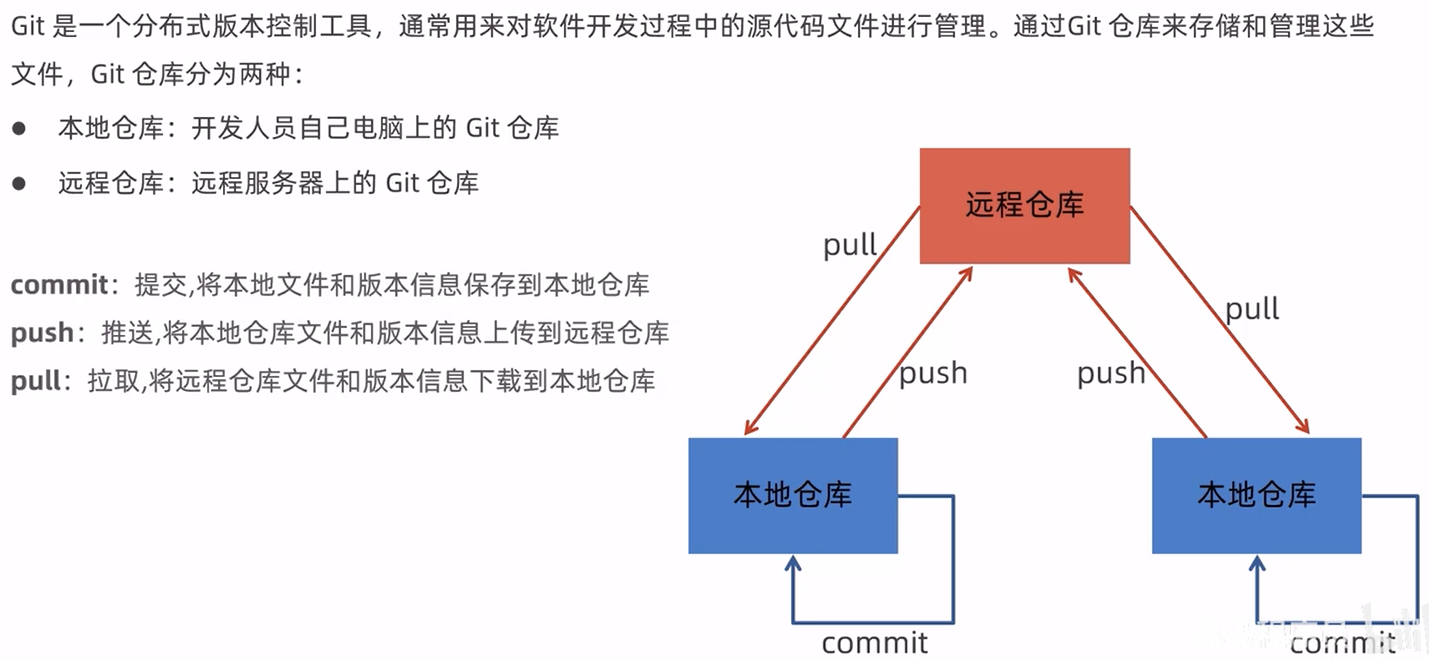 Git 是一个分布式版本控制工具，通常用来对软件开发过程中的源代码文件进行管理。通过Git 仓库来存储和管理这些
文件，Git 仓库分为两种：
● 本地仓库：开发人员自己电脑上的 Git 仓库
● 远程仓库：远程服务器上的 Git 仓库
commit：提交,将本地文件和版本信息保存到本地仓库
push：推送,将本地仓库文件和版本信息上传到远程仓库
pull：拉取,将远程仓库文件和版本信息下载到本地仓库
远程仓库
pull
pull
push
push
本地仓库
本地仓库
commit
commit